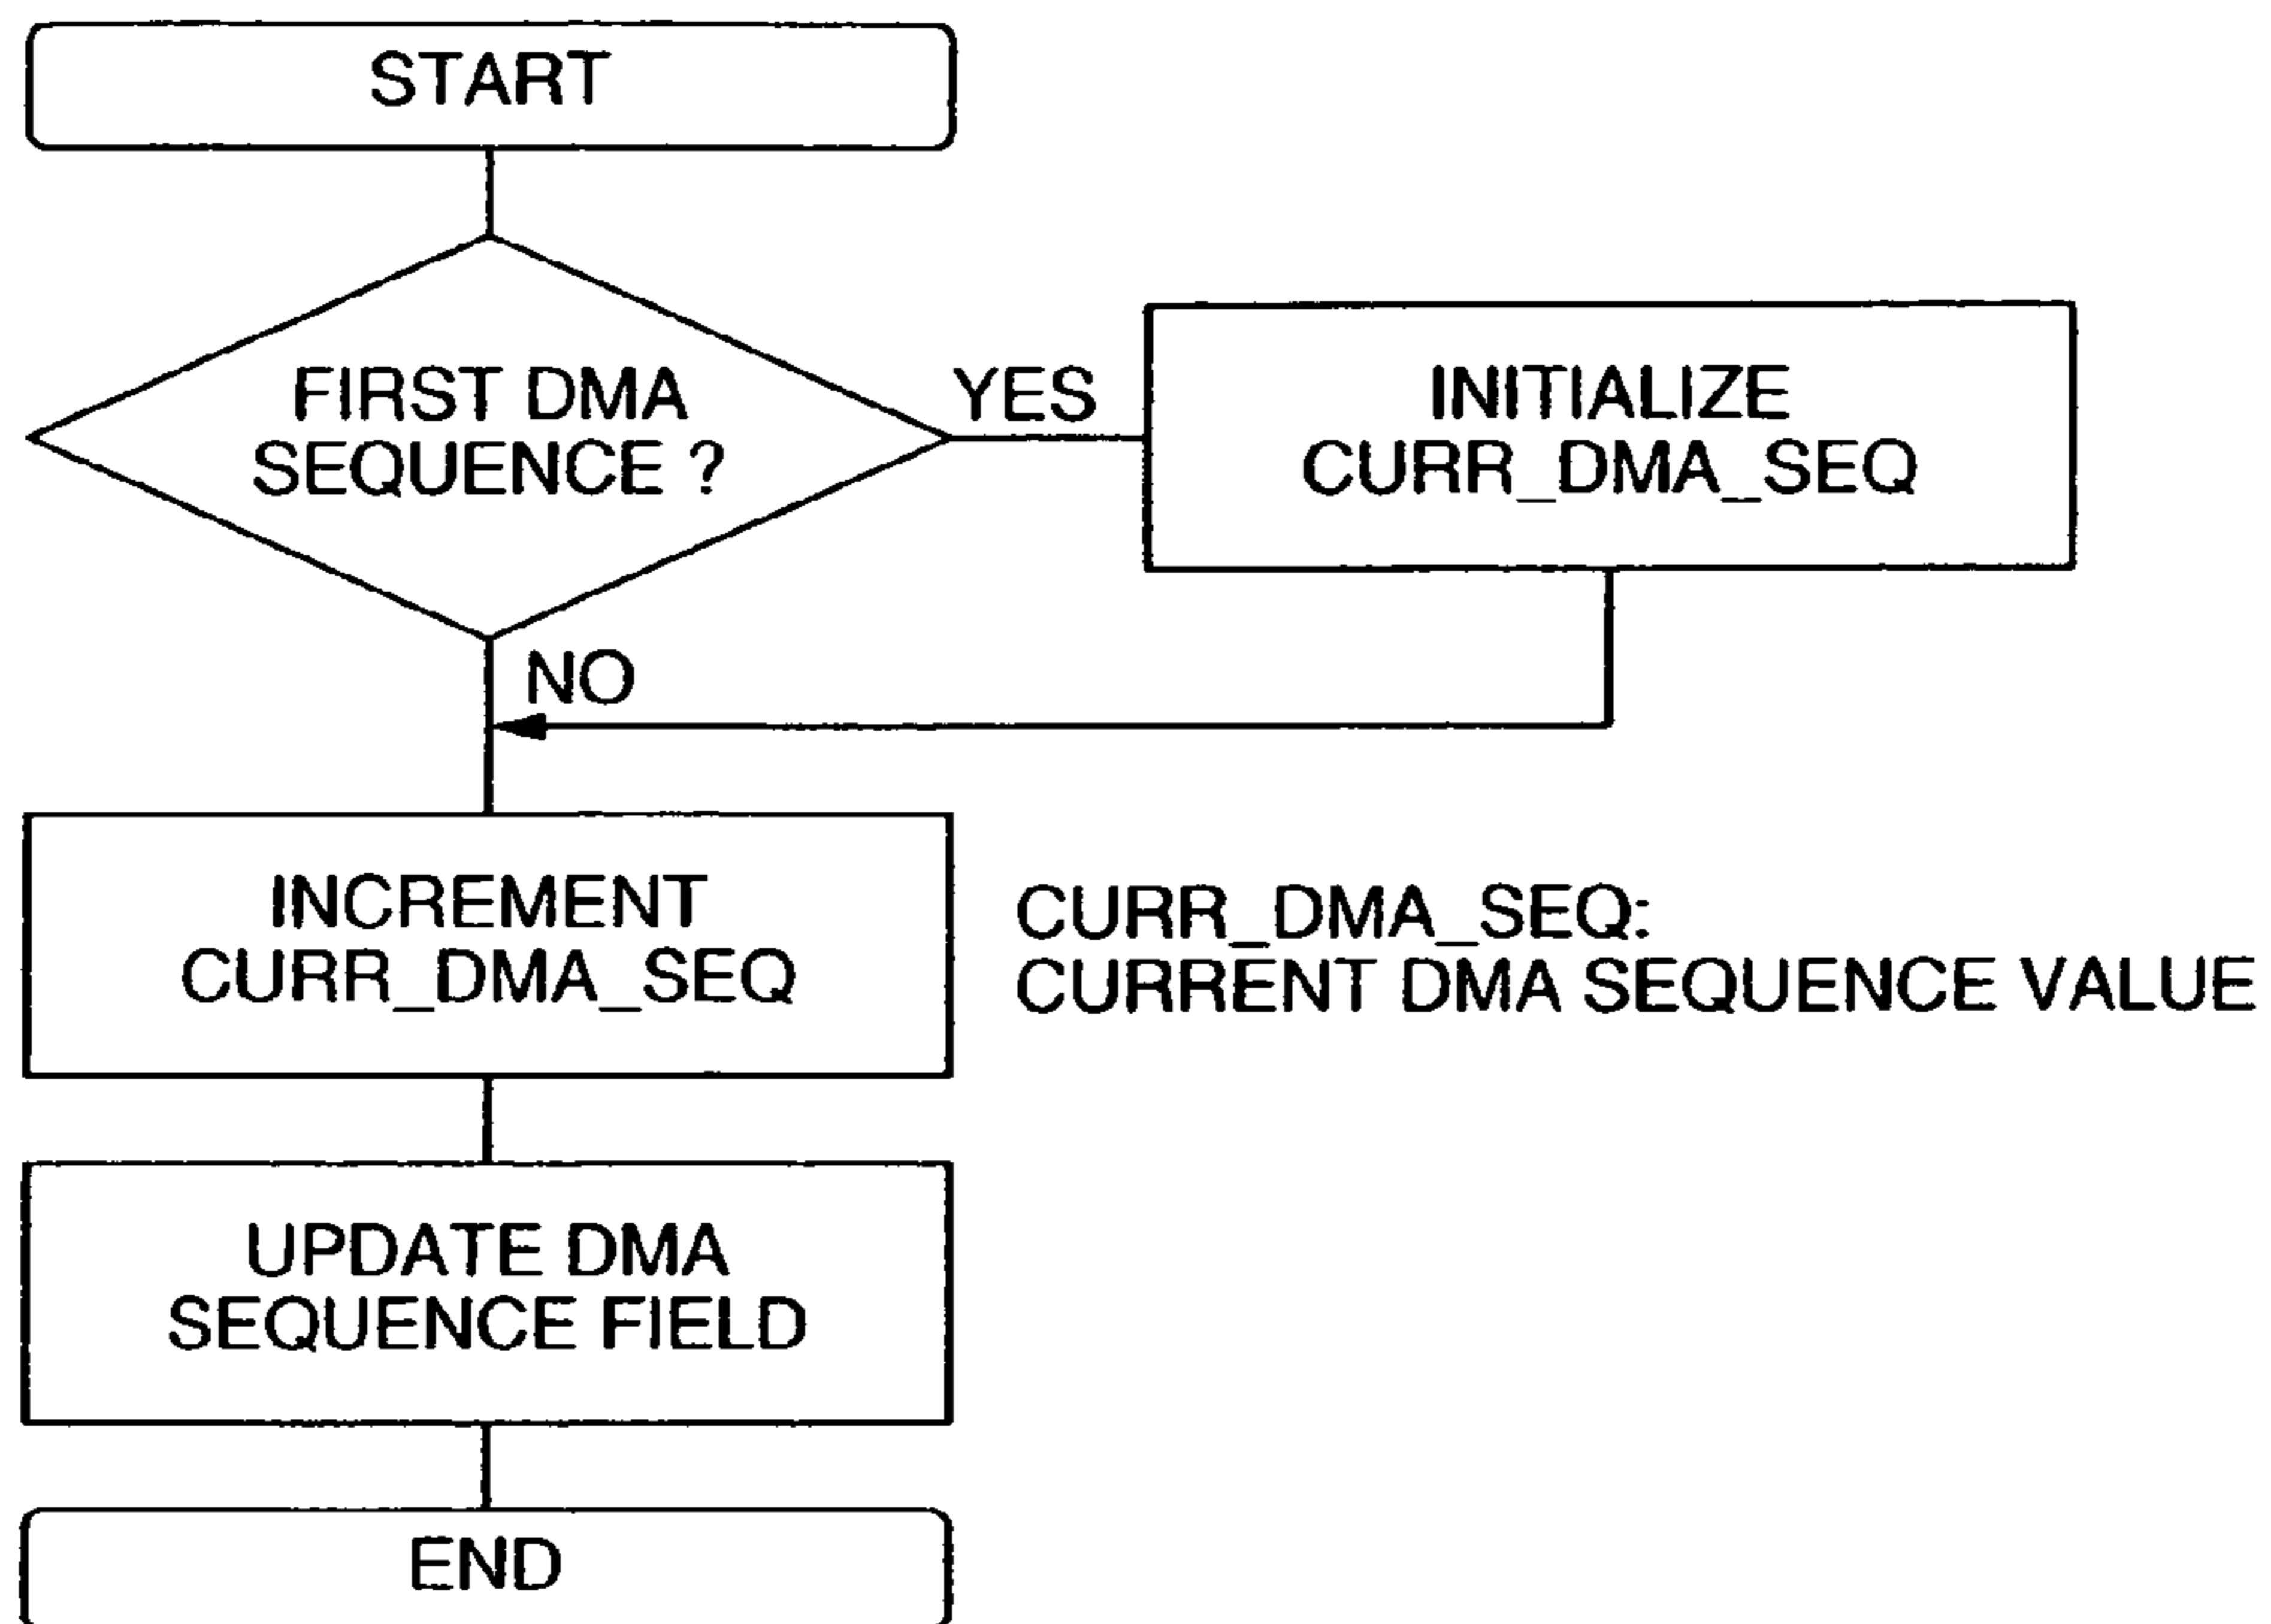 START
FIRST DMA
SEQUENCE ?
YES
INITIALIZE
CURR_DMA_SEQ
NO
INCREMENT
CURR_DMA_SEQ
CURR_DMA_SEQ:
CURRENT DMA SEQUENCE VALUE
UPDATE DMA
SEQUENCE FIELD
END